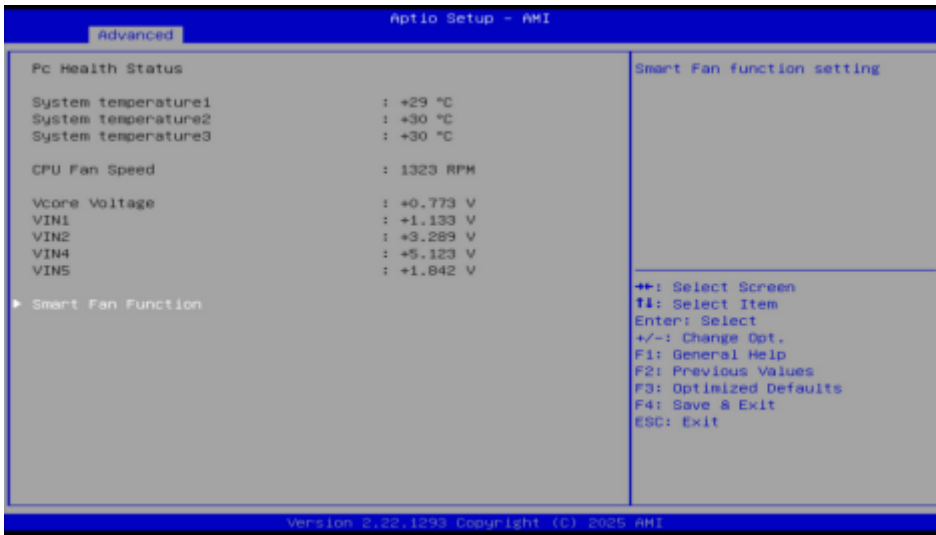 Aptio Setup - AMI
Advanced
Pc Health Status
System temperature1 : +29 °C
System temperature2 : +30 °C
System temperature3 : +30 °C
CPU Fan Speed : 1323 RPM
Vcore Voltage : +0.773 V
VIN1 : +1.133 V
VIN2 : +3.289 V
VIN4 : +5.123 V
VIN5 : +1.842 V
▶ Smart Fan Function
Smart Fan function setting
→←: Select Screen
↑↓: Select Item
Enter: Select
+/-: Change Opt.
F1: General Help
F2: Previous Values
F3: Optimized Defaults
F4: Save & Exit
ESC: Exit
Version 2.22.1293 Copyright (C) 2025 AMI